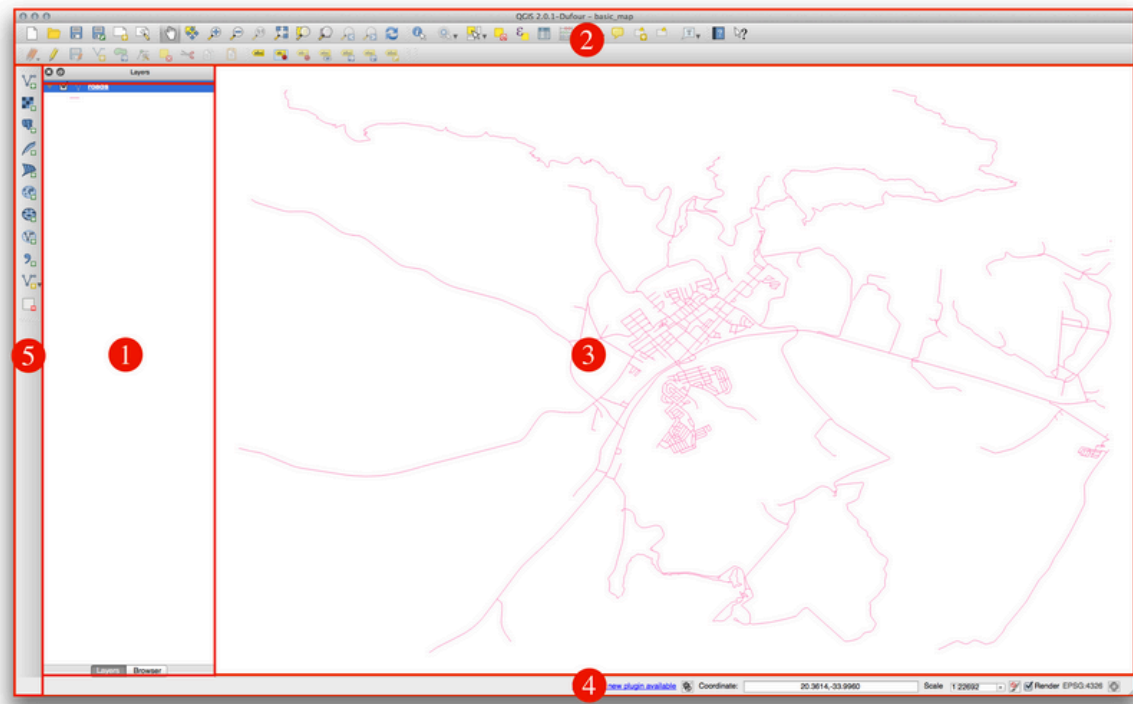 QGIS 2.0.1-Dufour - basic_map
2
Layers
roads
5
1
3
Layers Browser
4 new plugin available Coordinate: 20.3614,-33.9960 Scale 1:22692 Render EPSG:4326